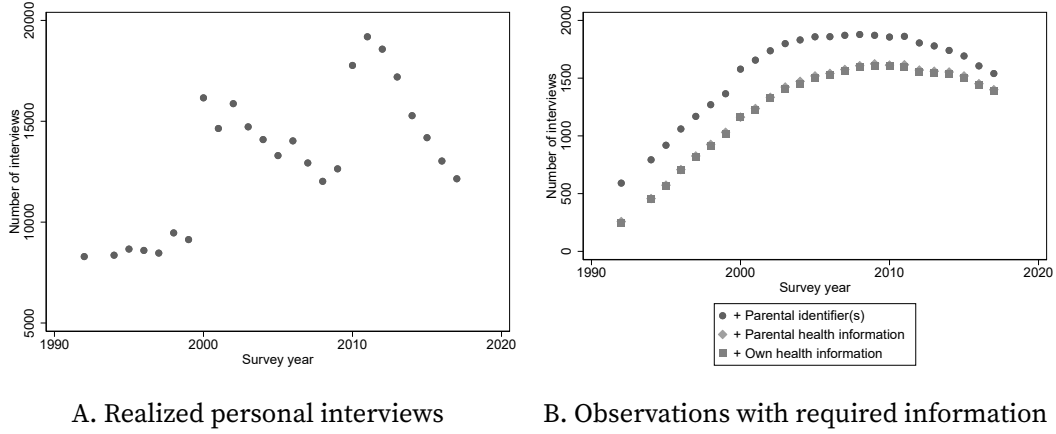 Number of interviews
20000
15000
10000
5000
1990
2000
2010
2020
Survey year
A. Realized personal interviews
Number of interviews
2000
1500
1000
500
0
1990
2000
2010
2020
Survey year
+ Parental identifier(s)
+ Parental health information
+ Own health information
B. Observations with required information